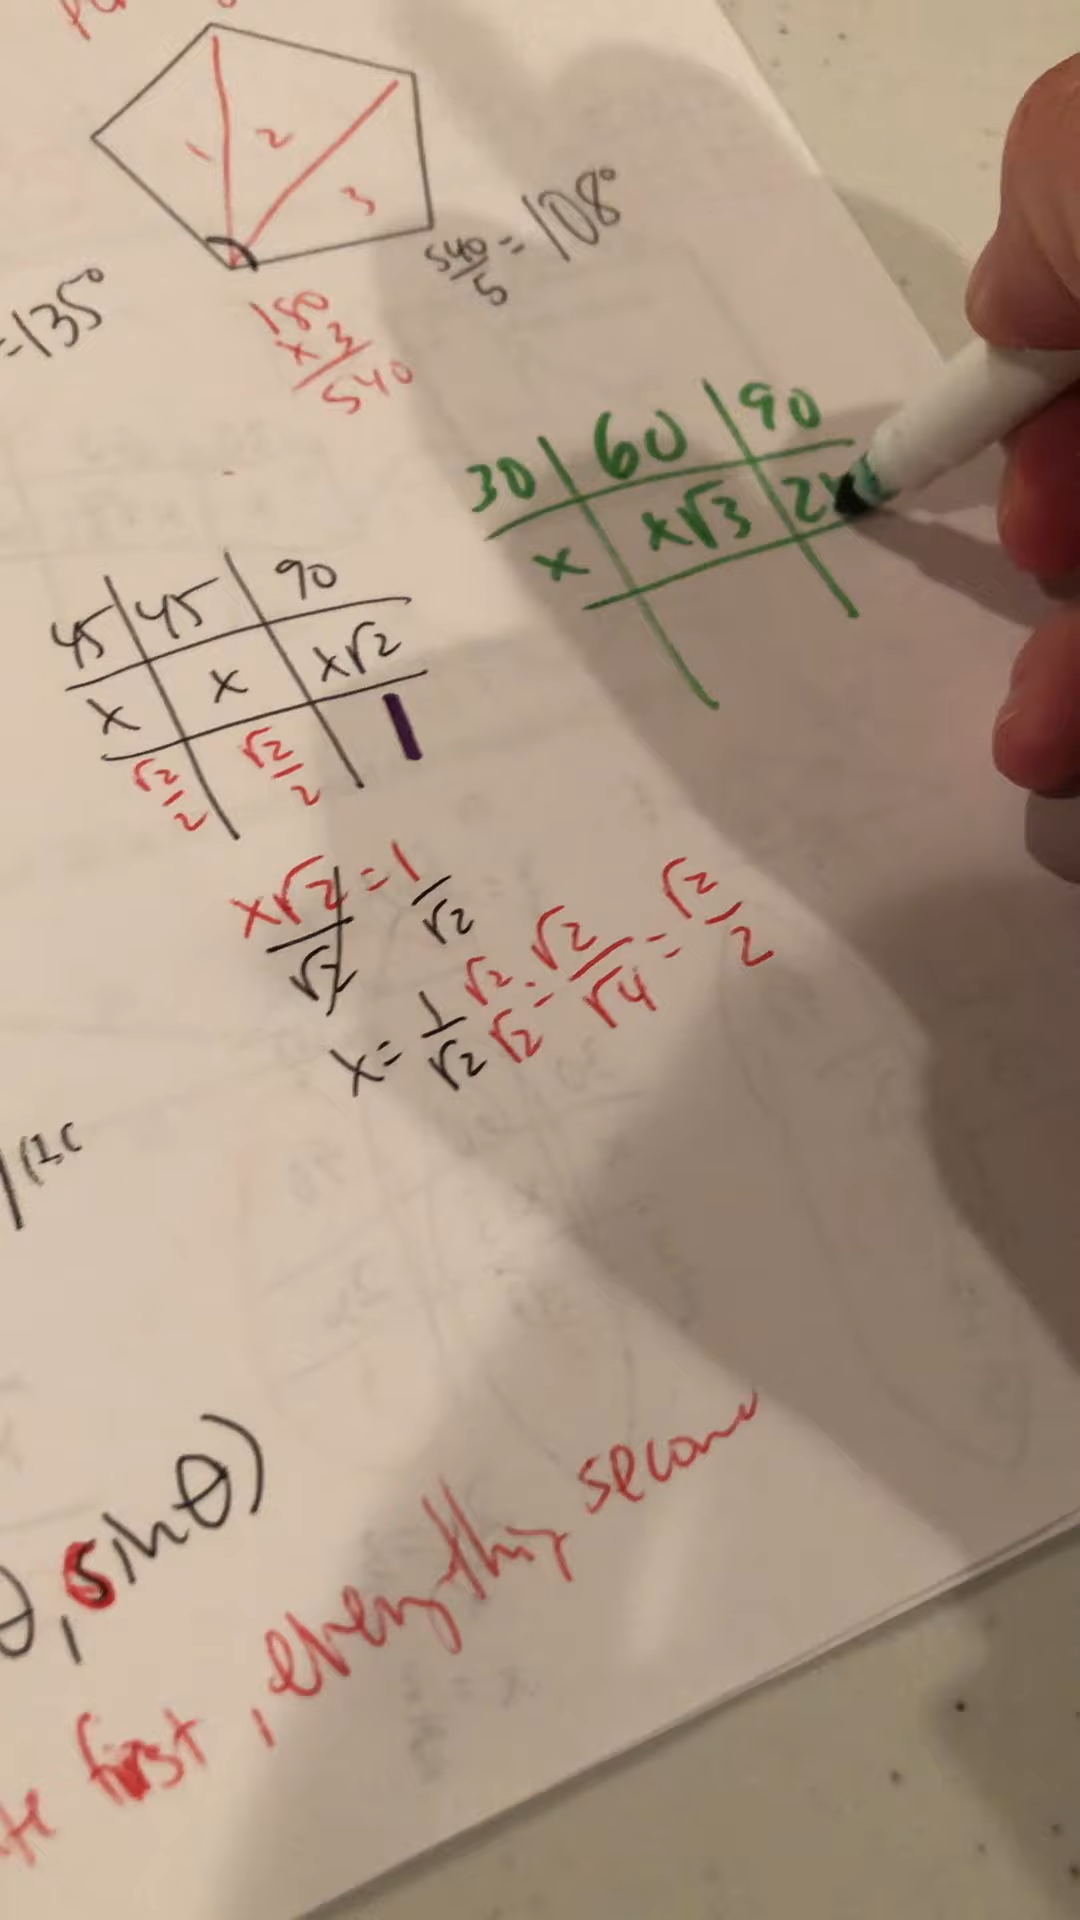 1 2 3
540/5 = 108°
=135°
180
x 3
540
30 | 60 | 90
x | x√3 | 2x
45 | 45 | 90
x | x | x√2
√2/2 | √2/2 | 1
x√2/√2 = 1/√2
x = 1/√2 √2/√2 = √2/√4 = √2/2
θ, sinθ)
first, everything second